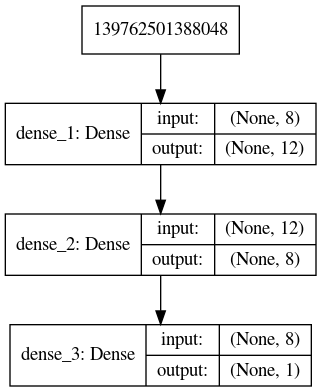 139762501388048
dense_1: Dense
input: (None, 8)
output: (None, 12)
dense_2: Dense
input: (None, 12)
output: (None, 8)
dense_3: Dense
input: (None, 8)
output: (None, 1)